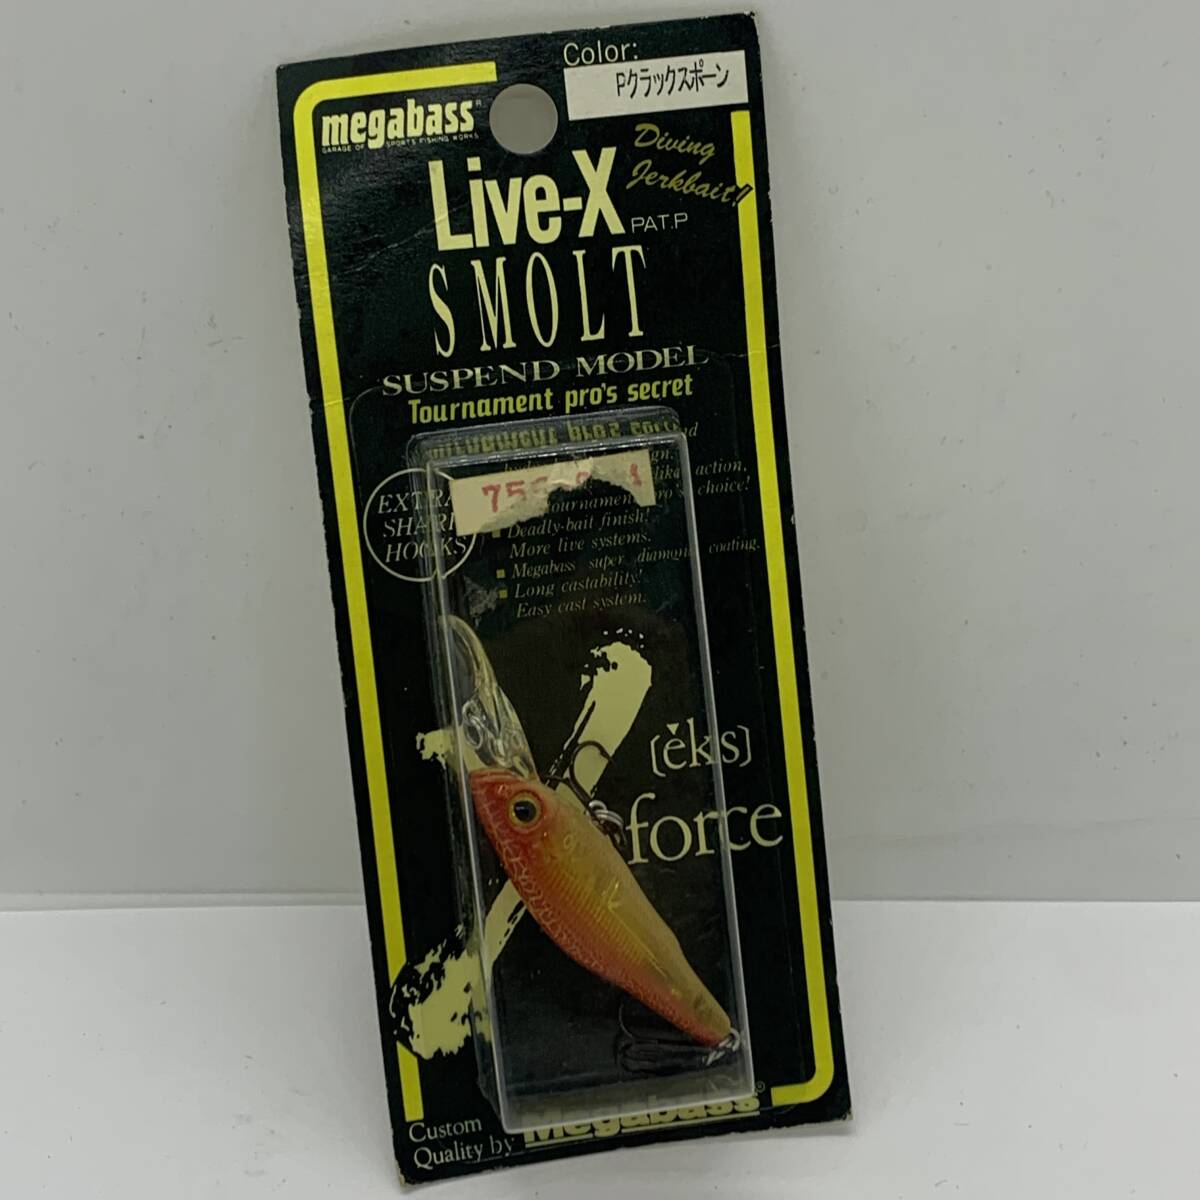 Color:
Pクラックスポーン
megabass
GARAGE OF SPORTS FISHING WORKS
Diving
Jerkbait!!
Live-X
PAT.P
SMOLT
SUSPEND MODEL
Tournament pro's secret
action,
choice!
EXTRA
SHARP
HOOKS
Deadly-bait finish!
More live systems.
Megabass super diamond coating.
Long castability!
Easy cast system.
[ěks]
force
Custom
Quality by Megabass